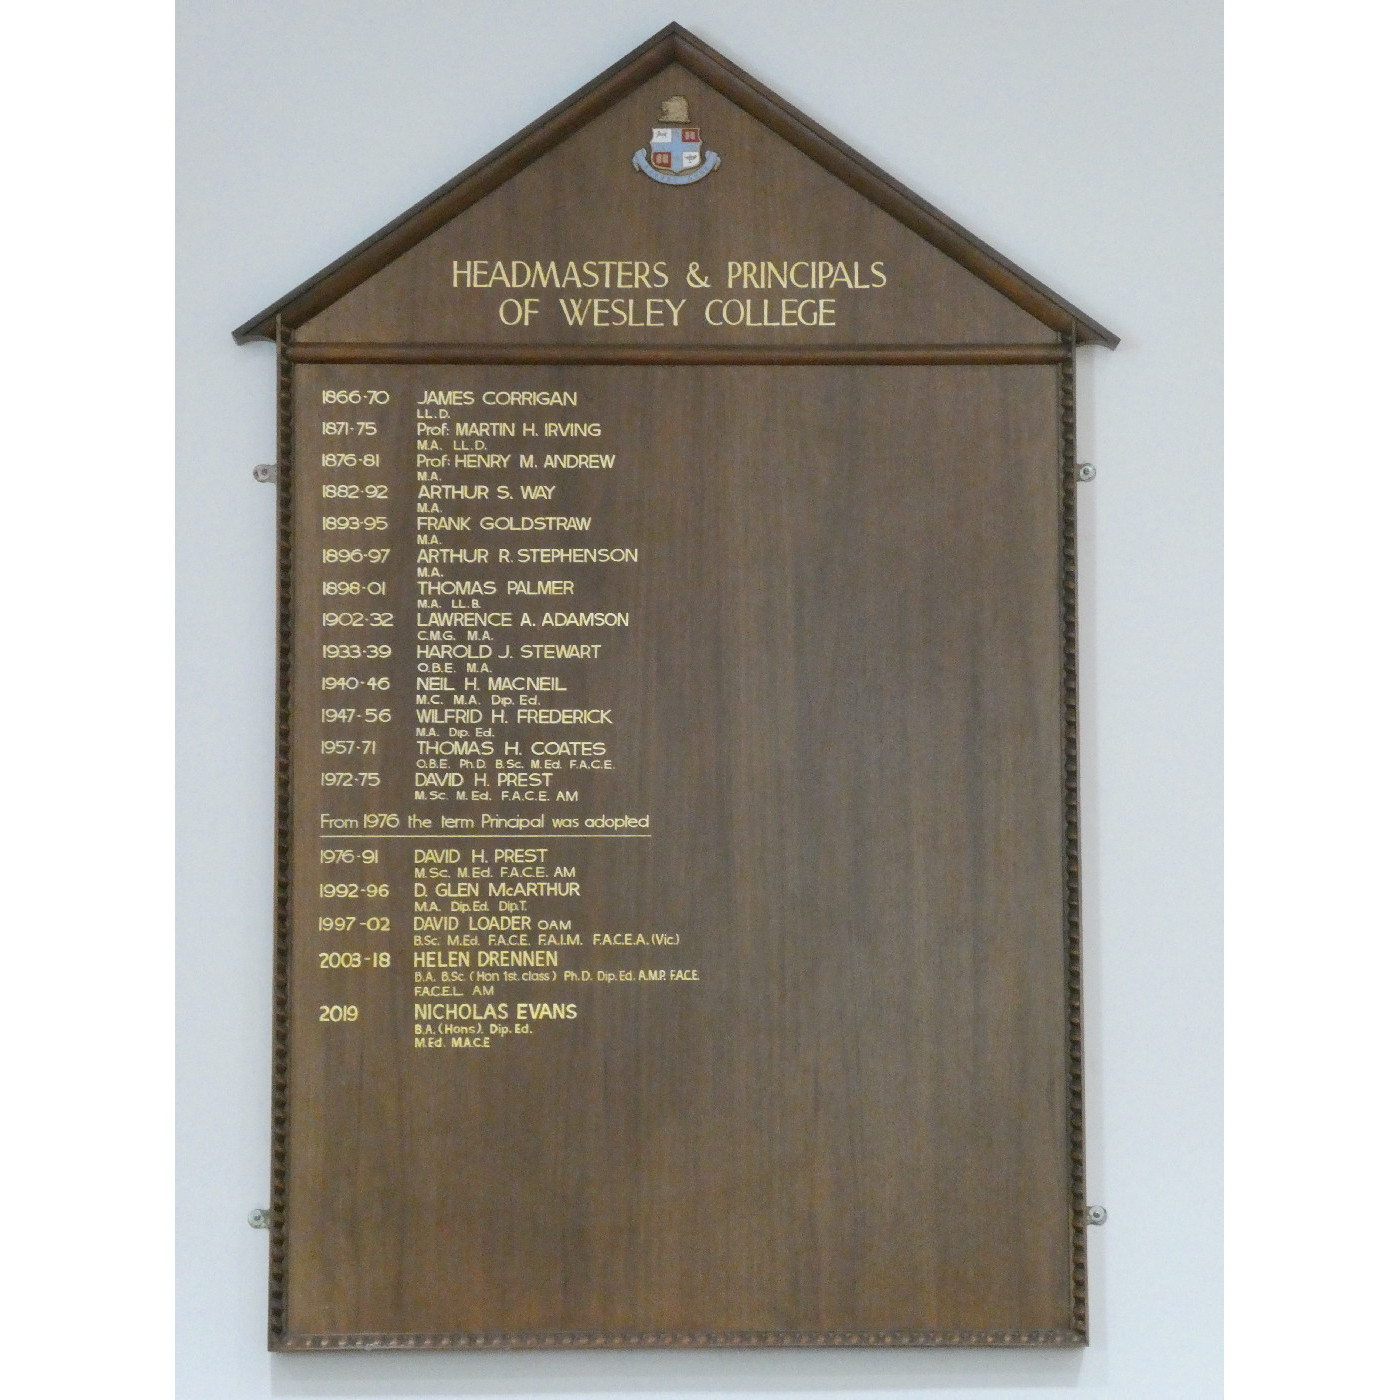 HEADMASTERS & PRINCIPALS
OF WESLEY COLLEGE
1866-70 JAMES CORRIGAN
LL.D.
1871-75 Prof: MARTIN H. IRVING
M.A. LL.D.
1876-81 Prof: HENRY M. ANDREW
M.A.
1882-92 ARTHUR S. WAY
M.A.
1893-95 FRANK GOLDSTRAW
M.A.
1896-97 ARTHUR R. STEPHENSON
M.A.
1898-01 THOMAS PALMER
M.A. LL.B.
1902-32 LAWRENCE A. ADAMSON
C.M.G. M.A.
1933-39 HAROLD J. STEWART
O.B.E. M.A.
1940-46 NEIL H. MACNEIL
M.C. M.A. Dip. Ed.
1947-56 WILFRID H. FREDERICK
M.A. Dip. Ed.
1957-71 THOMAS H. COATES
O.B.E. Ph.D. B.Sc. M.Ed. F.A.C.E.
1972-75 DAVID H. PREST
M.Sc. M.Ed. F.A.C.E. AM
From 1976 the term Principal was adopted
1976-91 DAVID H. PREST
M.Sc. M.Ed. F.A.C.E. AM
1992-96 D. GLEN McARTHUR
M.A. Dip.Ed. Dip.T.
1997-02 DAVID LOADER OAM
B.Sc. M.Ed. F.A.C.E. F.A.I.M. F.A.C.E.A. (Vic.)
2003-18 HELEN DRENNEN
B.A. B.Sc. (Hon 1st. class) Ph.D. Dip. Ed. A.M.P. F.A.C.E.
F.A.C.E.L. AM
2019 NICHOLAS EVANS
B.A. (Hons). Dip. Ed.
M.Ed. M.A.C.E